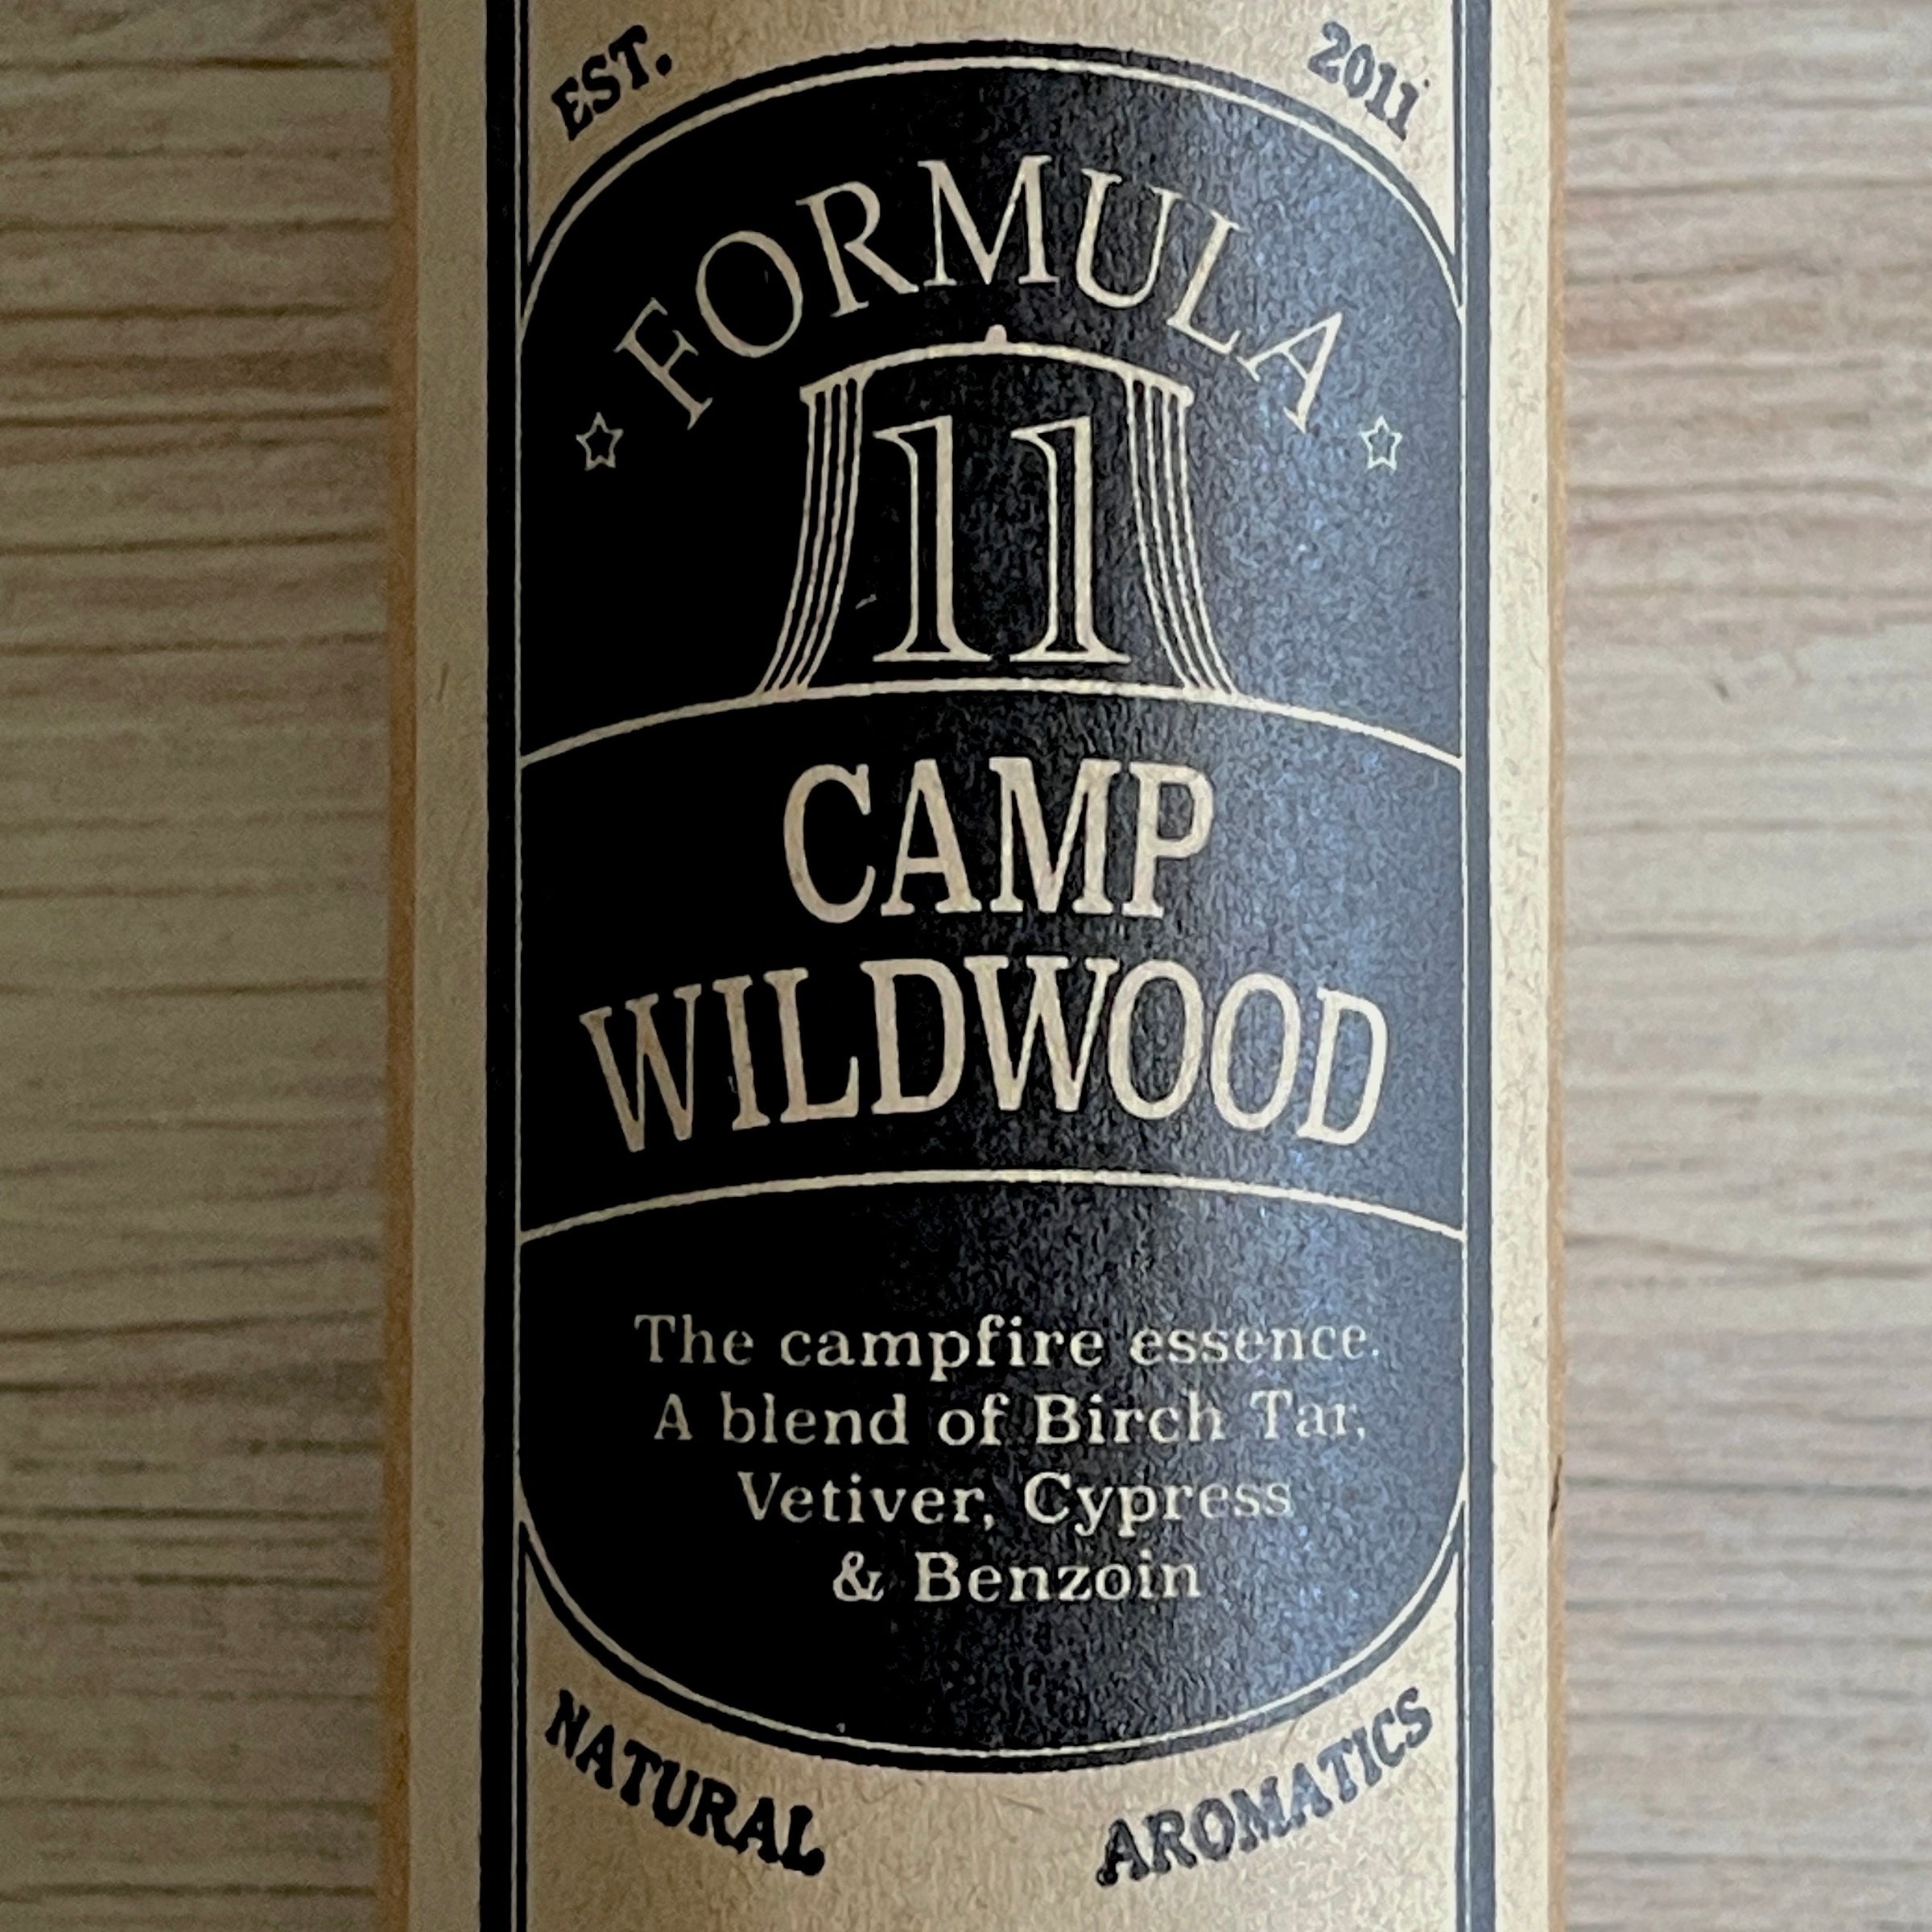 EST. 2011
FORMULA
11
CAMP
WILDWOOD
The campfire essence.
A blend of Birch Tar,
Vetiver, Cypress
& Benzoin
NATURAL AROMATICS